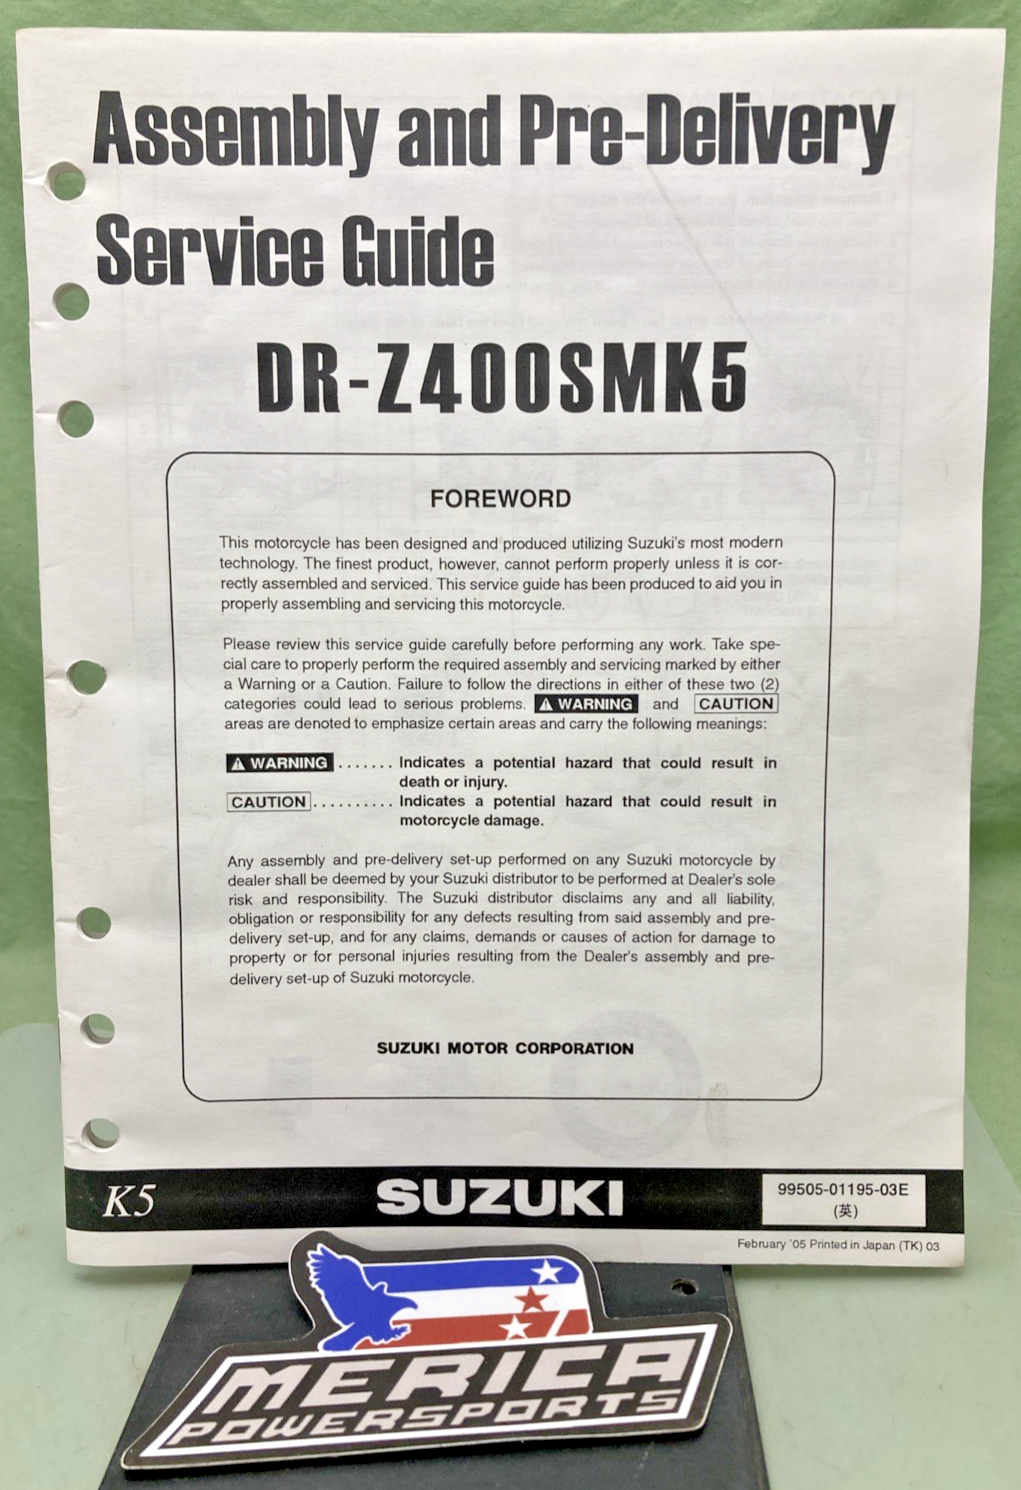 Assembly and Pre-Delivery
Service Guide
DR-Z400SMK5
FOREWORD
This motorcycle has been designed and produced utilizing Suzuki's most modern
technology. The finest product, however, cannot perform properly unless it is cor-
rectly assembled and serviced. This service guide has been produced to aid you in
properly assembling and servicing this motorcycle.
Please review this service guide carefully before performing any work. Take spe-
cial care to properly perform the required assembly and servicing marked by either
a Warning or a Caution. Failure to follow the directions in either of these two (2)
categories could lead to serious problems. ⚠ WARNING and CAUTION
areas are denoted to emphasize certain areas and carry the following meanings:
⚠ WARNING ....... Indicates a potential hazard that could result in
death or injury.
CAUTION .......... Indicates a potential hazard that could result in
motorcycle damage.
Any assembly and pre-delivery set-up performed on any Suzuki motorcycle by
dealer shall be deemed by your Suzuki distributor to be performed at Dealer's sole
risk and responsibility. The Suzuki distributor disclaims any and all liability,
obligation or responsibility for any defects resulting from said assembly and pre-
delivery set-up, and for any claims, demands or causes of action for damage to
property or for personal injuries resulting from the Dealer's assembly and pre-
delivery set-up of Suzuki motorcycle.
SUZUKI MOTOR CORPORATION
K5 SUZUKI 99505-01195-03E
(英)
February '05 Printed in Japan (TK) 03
MERICA
POWERSPORTS